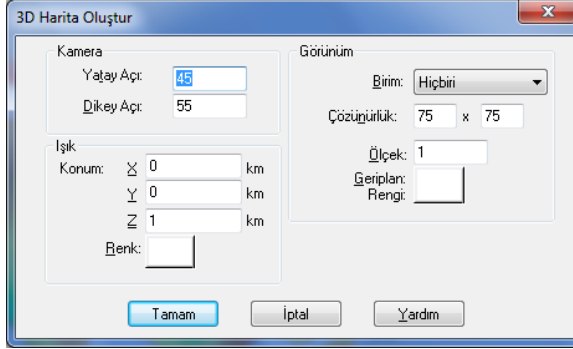 3D Harita Oluştur
Kamera
Yatay Açı: 45
Dikey Açı: 55
Işık
Konum: X 0 km
Y 0 km
Z 1 km
Renk:
Görünüm
Birim: Hiçbiri
Çözünürlük: 75 x 75
Ölçek: 1
Geriplan
Rengi:
Tamam İptal Yardım